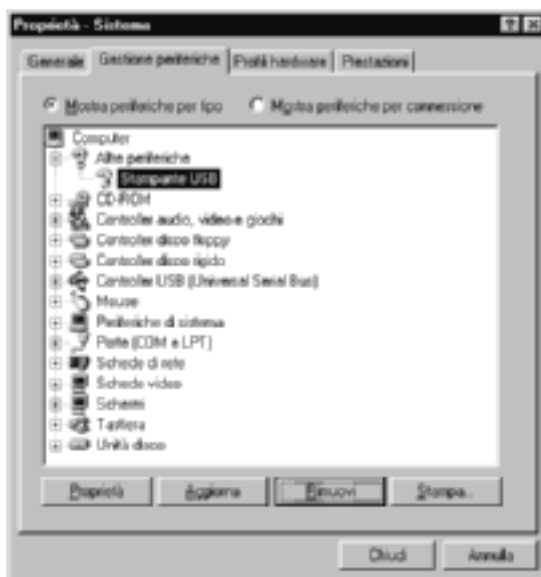 Proprietà - Sistema
Generale Gestione periferiche Profili hardware Prestazioni
Mostra periferiche per tipo Mostra periferiche per connessione
Computer
Altre periferiche
Stampante USB
CD-ROM
Controller audio, video e giochi
Controller disco floppy
Controller disco rigido
Controller USB (Universal Serial Bus)
Mouse
Periferiche di sistema
Porte (COM e LPT)
Schede di rete
Schede video
Schermi
Tastiera
Unità disco
Proprietà Aggiorna Rimuovi Stampa...
Chiudi Annulla